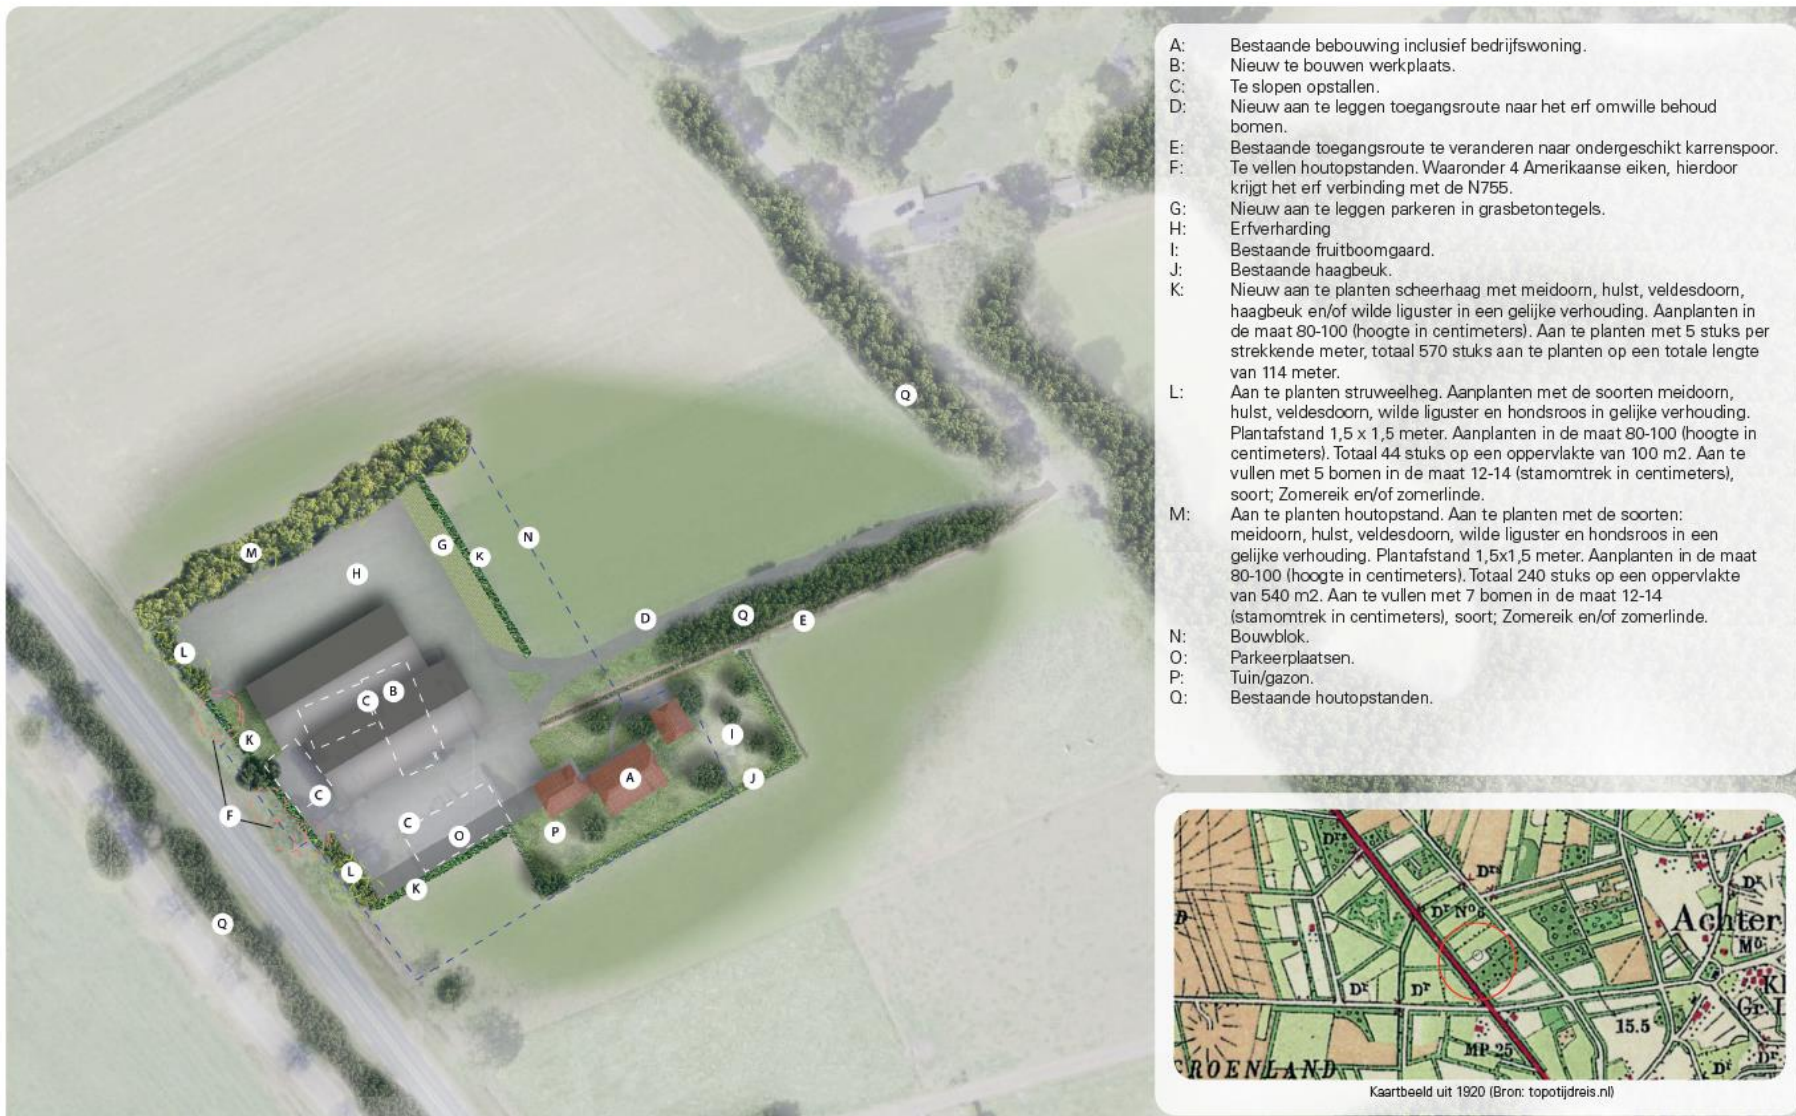 A: Bestaande bebouwing inclusief bedrijfswoning.
B: Nieuw te bouwen werkplaats.
C: Te slopen opstallen.
D: Nieuw aan te leggen toegangsroute naar het erf omwille behoud
bomen.
E: Bestaande toegangsroute te veranderen naar ondergeschikt karrenspoor.
F: Te vellen houtopstanden. Waaronder 4 Amerikaanse eiken, hierdoor
krijgt het erf verbinding met de N755.
G: Nieuw aan te leggen parkeren in grasbetontegels.
H: Erfverharding
I: Bestaande fruitboomgaard.
J: Bestaande haagbeuk.
K: Nieuw aan te planten scheerhaag met meidoorn, hulst, veldesdoorn,
haagbeuk en/of wilde liguster in een gelijke verhouding. Aanplanten in
de maat 80-100 (hoogte in centimeters). Aan te planten met 5 stuks per
strekkende meter, totaal 570 stuks aan te planten op een totale lengte
van 114 meter.
L: Aan te planten struweelheg. Aanplanten met de soorten meidoorn,
hulst, veldesdoorn, wilde liguster en hondsroos in gelijke verhouding.
Plantafstand 1,5 x 1,5 meter. Aanplanten in de maat 80-100 (hoogte in
centimeters). Totaal 44 stuks op een oppervlakte van 100 m2. Aan te
vullen met 5 bomen in de maat 12-14 (stamomtrek in centimeters),
soort; Zomereik en/of zomerlinde.
M: Aan te planten houtopstand. Aan te planten met de soorten:
meidoorn, hulst, veldesdoorn, wilde liguster en hondsroos in een
gelijke verhouding. Plantafstand 1,5x1,5 meter. Aanplanten in de maat
80-100 (hoogte in centimeters). Totaal 240 stuks op een oppervlakte
van 540 m2. Aan te vullen met 7 bomen in de maat 12-14
(stamomtrek in centimeters), soort; Zomereik en/of zomerlinde.
N: Bouwblok.
O: Parkeerplaatsen.
P: Tuin/gazon.
Q: Bestaande houtopstanden.
Q
N
G
K
M
H
D
Q
E
L
B
C
K
I
A
J
C
F
C
O
P
L
K
Q
Drs
Drs
Dr
Dr No 6
Achter
Mo
Kl
Gr. L
Dr
Dr
15.5
MP 25
Dr
ROENLAND
Kaartbeeld uit 1920 (Bron: topotijdreis.nl)